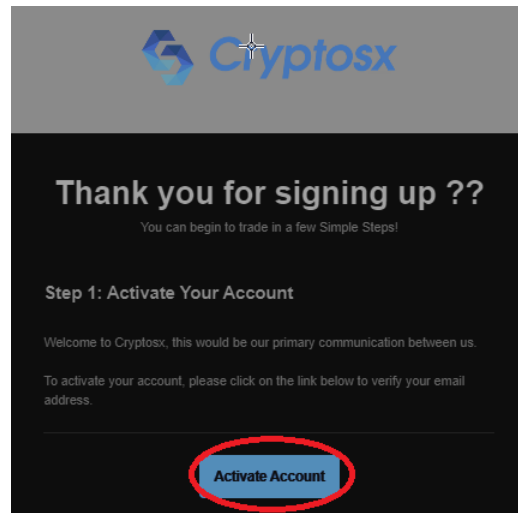 Cryptosx
Thank you for signing up ??
You can begin to trade in a few Simple Steps!
Step 1: Activate Your Account
Welcome to Cryptosx, this would be our primary communication between us.
To activate your account, please click on the link below to verify your email
address.
Activate Account